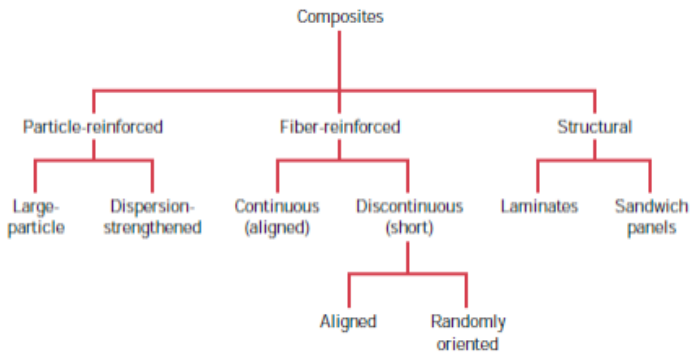 Composites
Particle-reinforced
Fiber-reinforced
Structural
Large-
particle
Dispersion-
strengthened
Continuous
(aligned)
Discontinuous
(short)
Laminates
Sandwich
panels
Aligned
Randomly
oriented